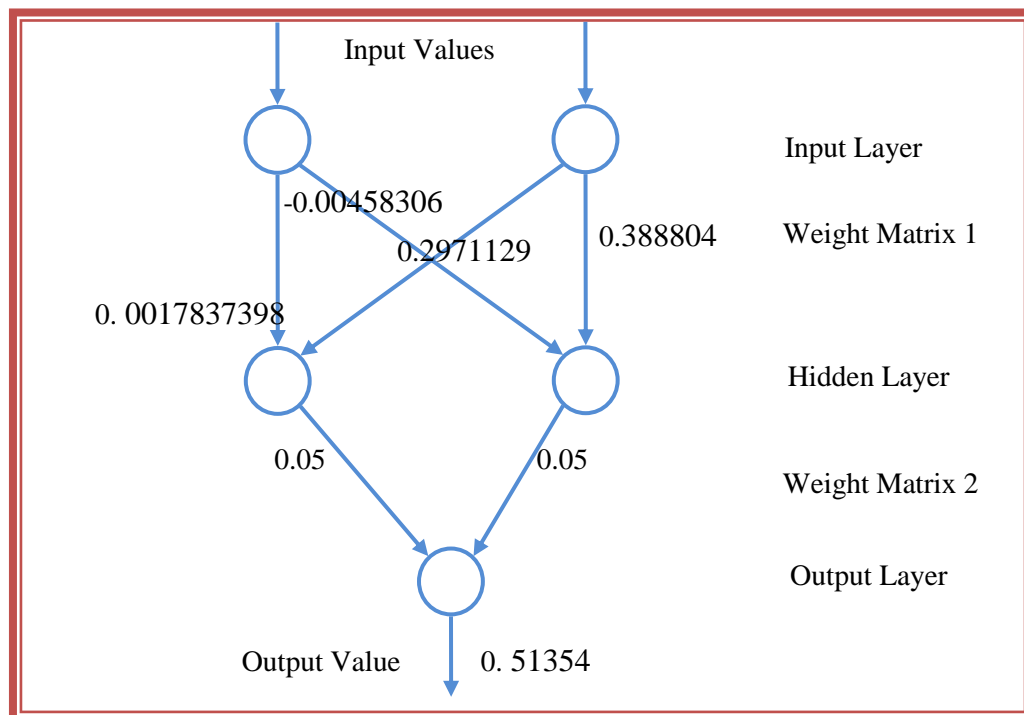 Input Values
Input Layer
-0.00458306
0.388804
Weight Matrix 1
0.2971129
0. 0017837398
Hidden Layer
0.05
0.05
Weight Matrix 2
Output Layer
Output Value
0. 51354